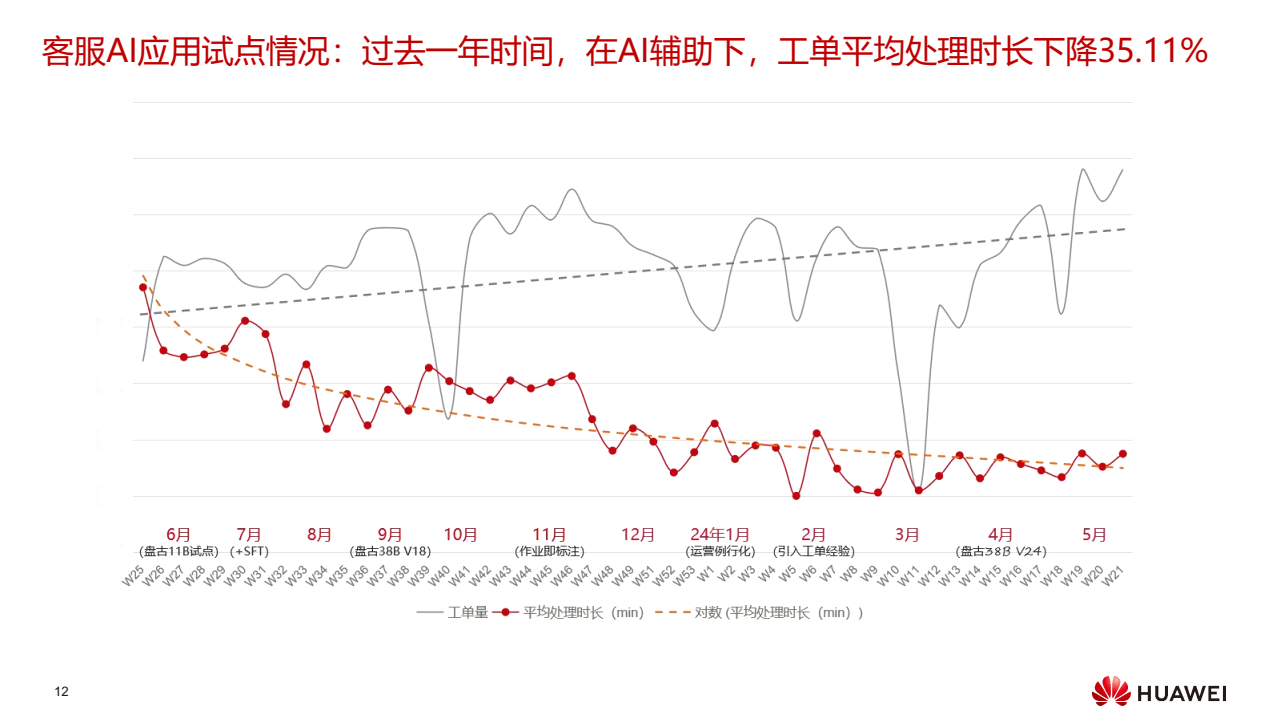 客服AI应用试点情况：过去一年时间，在AI辅助下，工单平均处理时长下降35.11%
6月 7月 8月 9月 10月 11月 12月 24年1月 2月 3月 4月 5月
(盘古11B试点) (+SFT) (盘古38B V18) (作业即标注) (运营例行化) (引入工单经验) (盘古38B V24)
W25 W26 W27 W28 W29 W30 W31 W32 W33 W34 W35 W36 W37 W38 W39 W40 W41 W42 W43 W44 W45 W46 W47 W48 W49 W51 W52 W53 W1 W2 W3 W4 W5 W6 W7 W8 W9 W10 W11 W12 W13 W14 W15 W16 W17 W18 W19 W20 W21
工单量 平均处理时长（min） 对数 (平均处理时长（min）)
12
HUAWEI